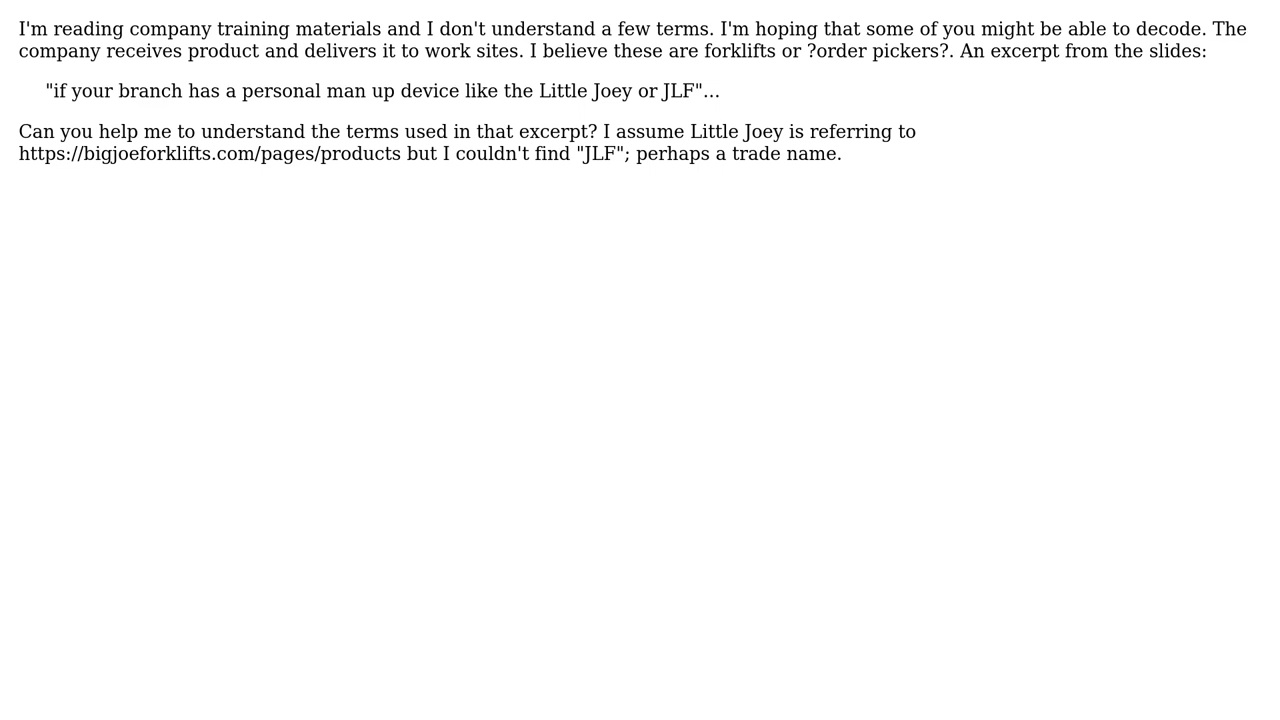 I'm reading company training materials and I don't understand a few terms. I'm hoping that some of you might be able to decode. The
company receives product and delivers it to work sites. I believe these are forklifts or ?order pickers?. An excerpt from the slides:
"if your branch has a personal man up device like the Little Joey or JLF"...
Can you help me to understand the terms used in that excerpt? I assume Little Joey is referring to
https://bigjoeforklifts.com/pages/products but I couldn't find "JLF"; perhaps a trade name.